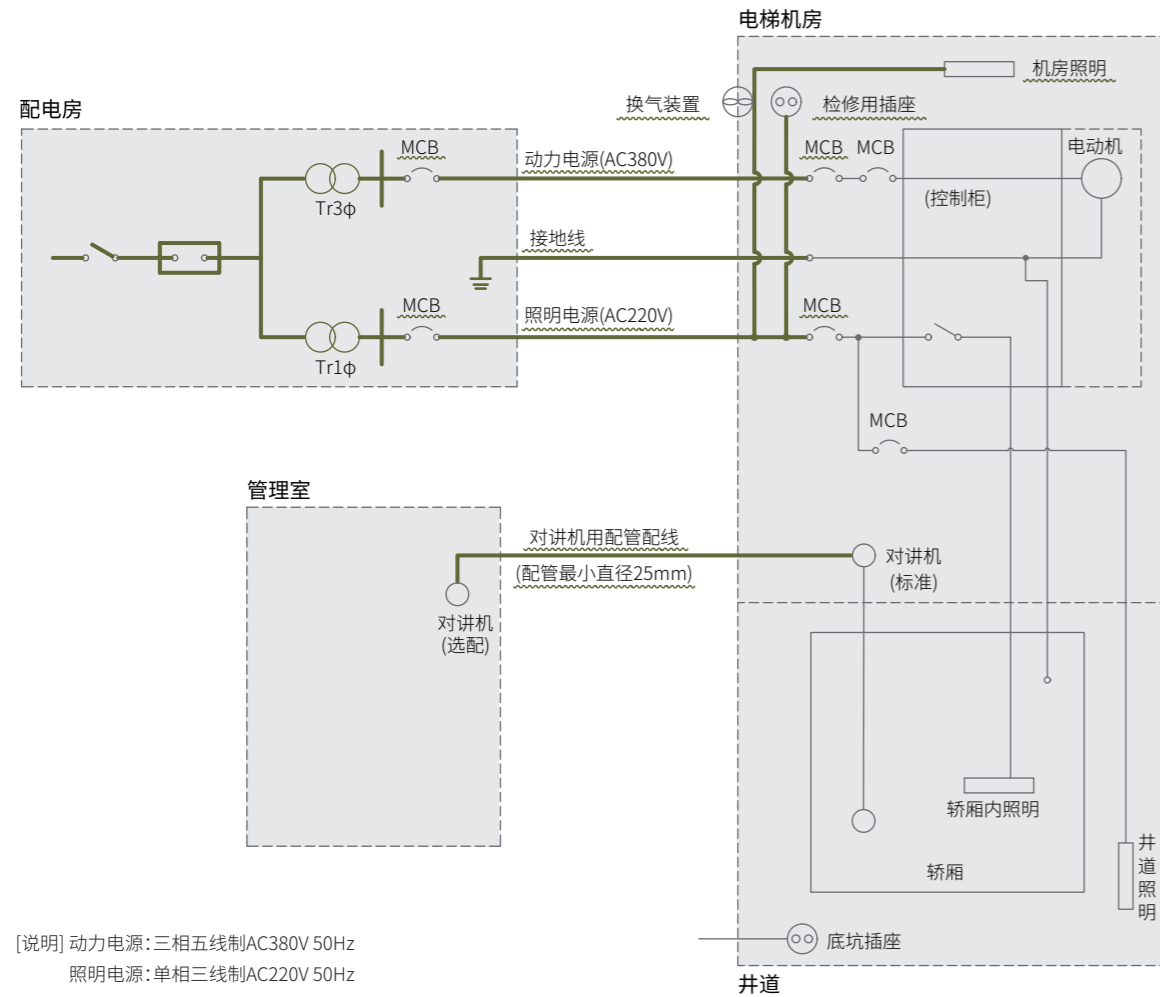 电梯机房
机房照明
换气装置
检修用插座
配电房
MCB
动力电源(AC380V)
MCB
MCB
电动机
Tr3φ
(控制柜)
接地线
MCB
照明电源(AC220V)
MCB
Tr1φ
MCB
管理室
对讲机用配管配线
(配管最小直径25mm)
对讲机
(标准)
对讲机
(选配)
轿厢内照明
轿厢
井道照明
底坑插座
井道
[说明] 动力电源：三相五线制AC380V 50Hz
照明电源：单相三线制AC220V 50Hz